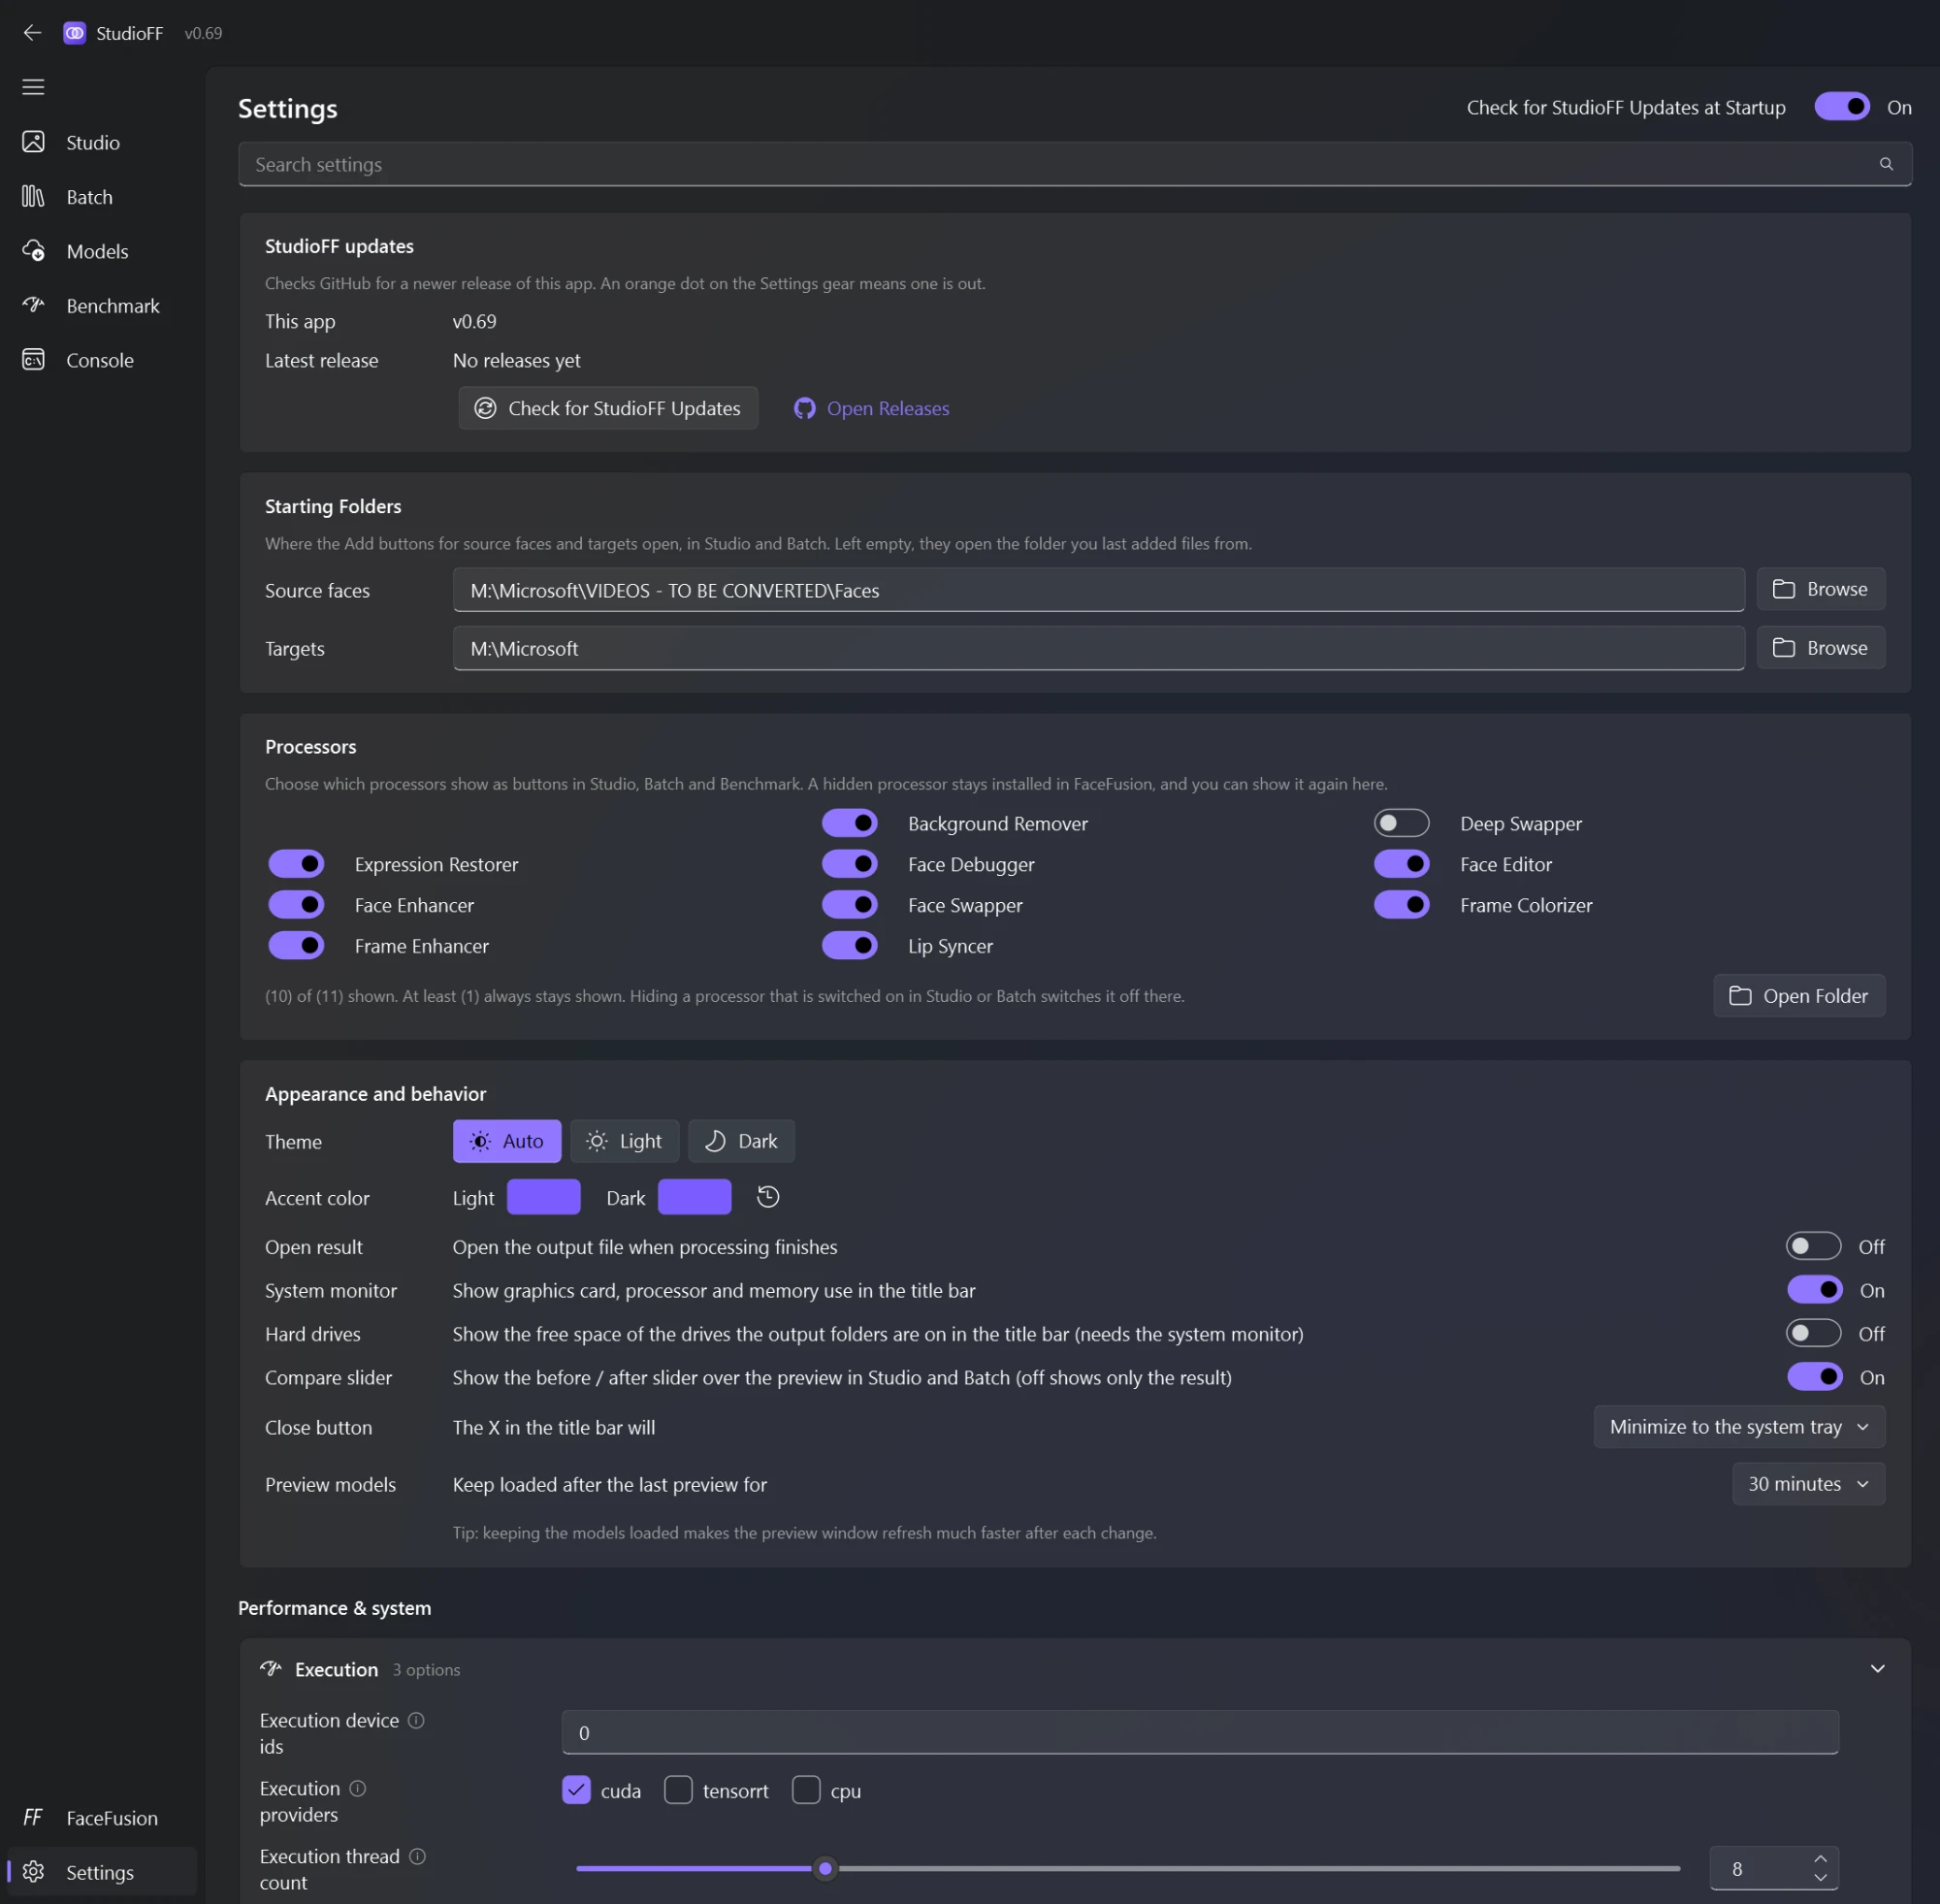 StudioFF v0.69
Settings
Check for StudioFF Updates at Startup On
Search settings
Studio
Batch
Models
Benchmark
Console
StudioFF updates
Checks GitHub for a newer release of this app. An orange dot on the Settings gear means one is out.
This app v0.69
Latest release No releases yet
Check for StudioFF Updates Open Releases
Starting Folders
Where the Add buttons for source faces and targets open, in Studio and Batch. Left empty, they open the folder you last added files from.
Source faces M:\Microsoft\VIDEOS - TO BE CONVERTED\Faces Browse
Targets M:\Microsoft Browse
Processors
Choose which processors show as buttons in Studio, Batch and Benchmark. A hidden processor stays installed in FaceFusion, and you can show it again here.
Background Remover Deep Swapper
Expression Restorer Face Debugger Face Editor
Face Enhancer Face Swapper Frame Colorizer
Frame Enhancer Lip Syncer
(10) of (11) shown. At least (1) always stays shown. Hiding a processor that is switched on in Studio or Batch switches it off there.
Open Folder
Appearance and behavior
Theme Auto Light Dark
Accent color Light Dark
Open result Open the output file when processing finishes Off
System monitor Show graphics card, processor and memory use in the title bar On
Hard drives Show the free space of the drives the output folders are on in the title bar (needs the system monitor) Off
Compare slider Show the before / after slider over the preview in Studio and Batch (off shows only the result) On
Close button The X in the title bar will Minimize to the system tray
Preview models Keep loaded after the last preview for 30 minutes
Tip: keeping the models loaded makes the preview window refresh much faster after each change.
Performance & system
Execution 3 options
Execution device
ids
0
Execution
providers
cuda tensorrt cpu
Execution thread
count
8
FF FaceFusion
Settings